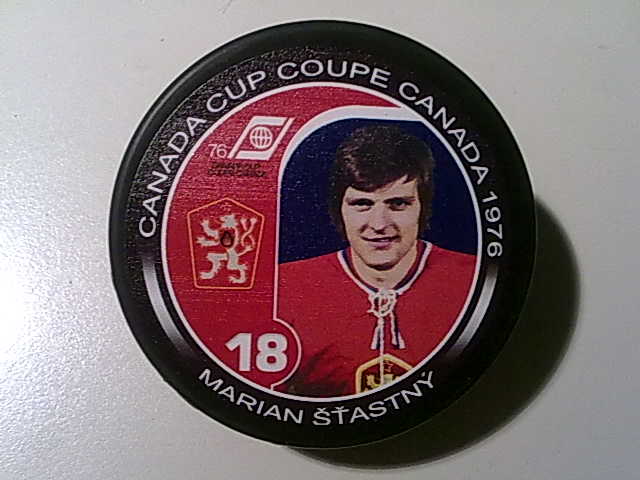 CANADA CUP COUPE CANADA 1976
76
18
MARIAN ŠŤASTNÝ